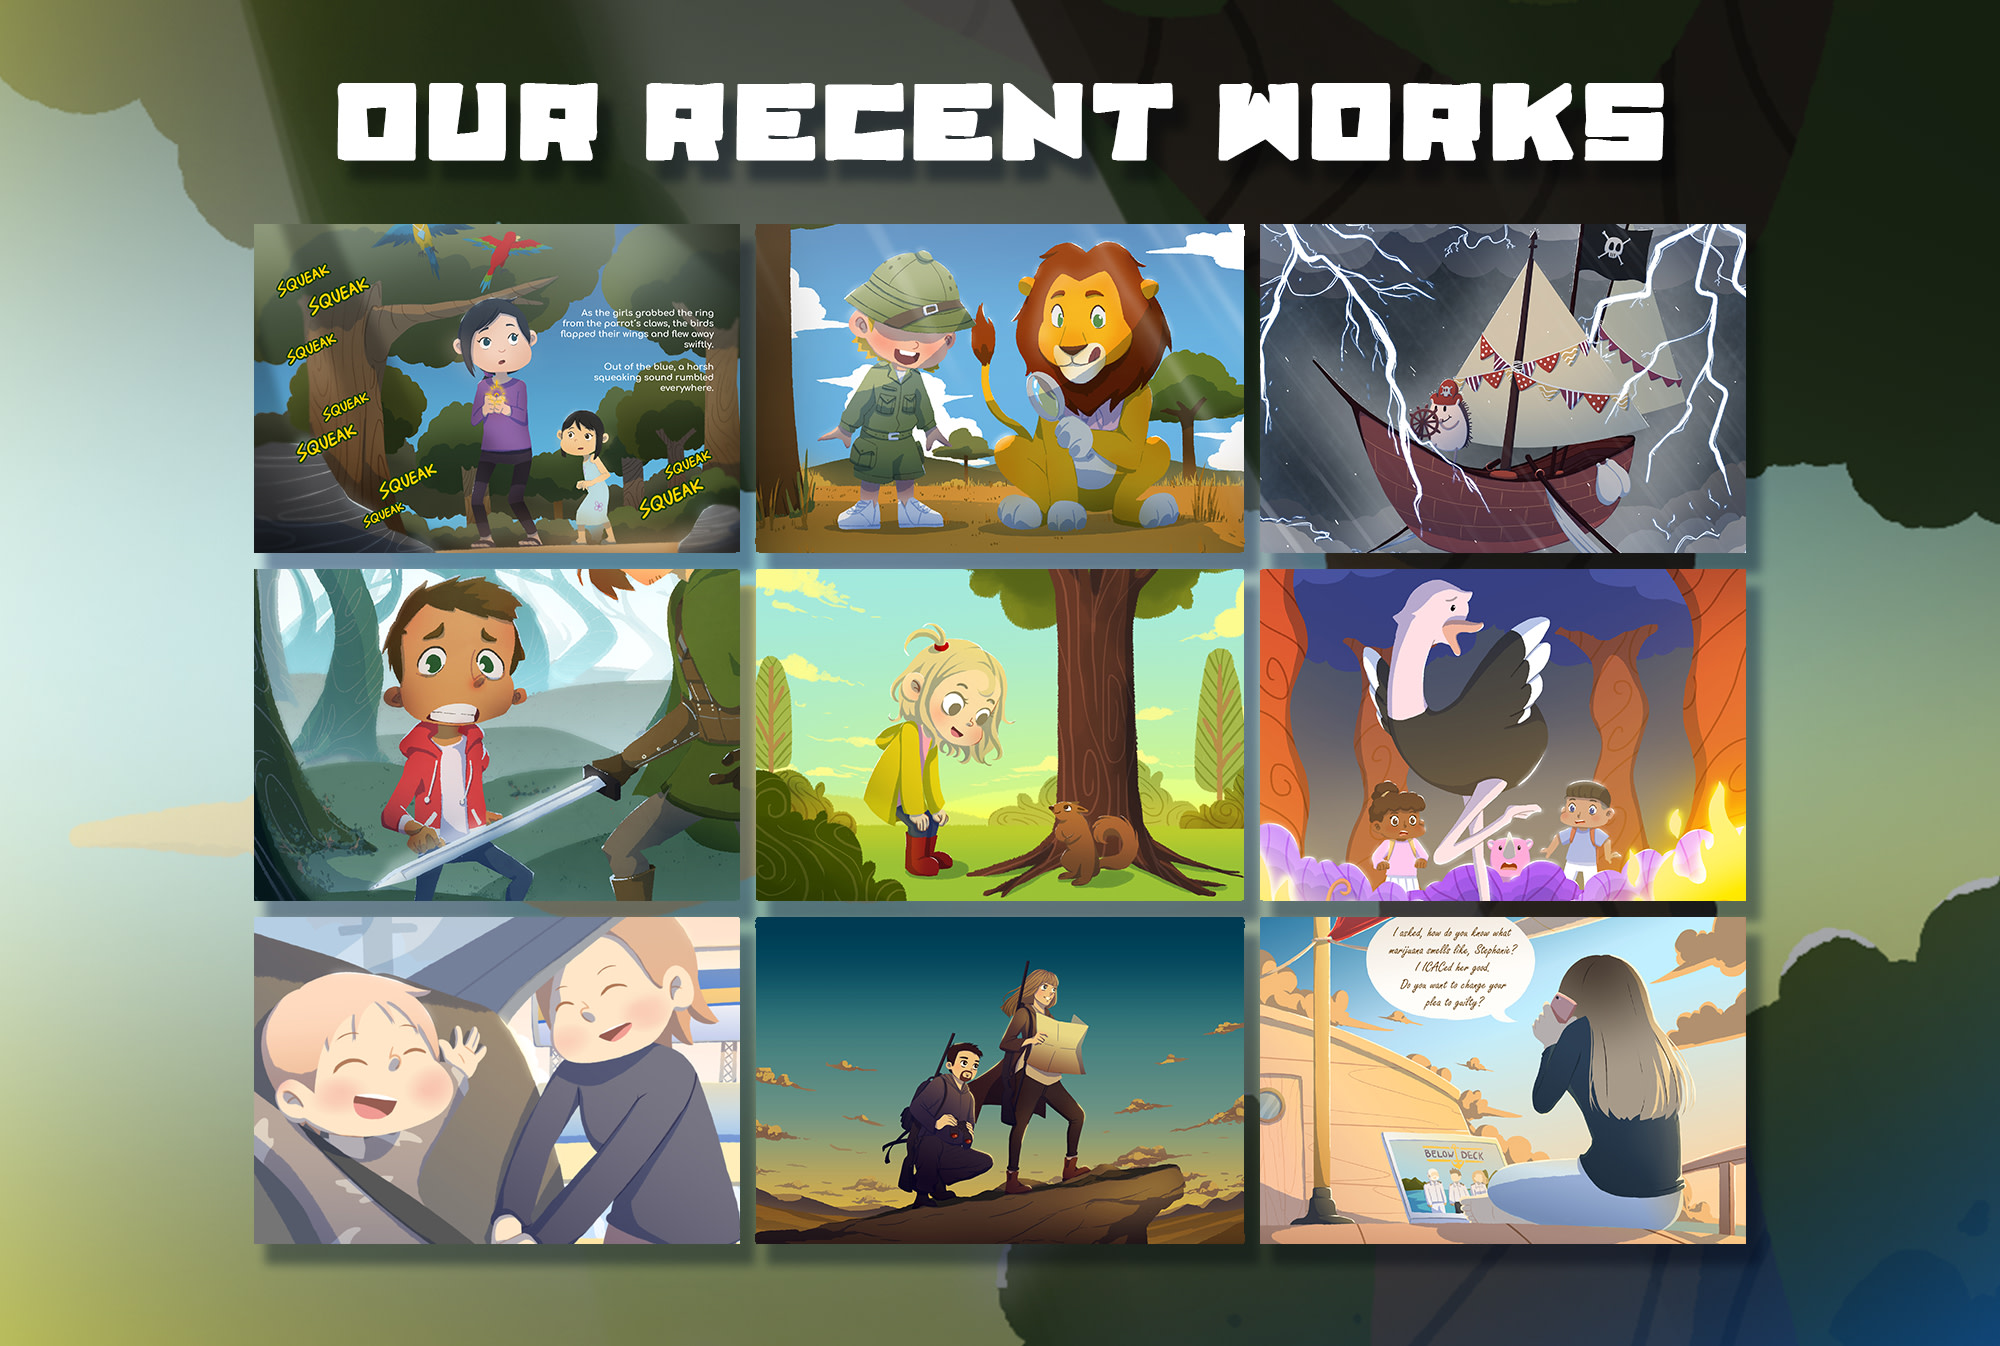 OUR RECENT WORKS
SQUEAK
SQUEAK
SQUEAK
SQUEAK
SQUEAK
SQUEAK
SQUEAK
As the girls grabbed the ring
from the parrot's claws, the birds
flapped their wings and flew away
swiftly.
Out of the blue, a harsh
squeaking sound rumbled
everywhere.
SQUEAK
SQUEAK
I asked, how do you know what
marijuana smells like, Stephanie?
I ICACed her good.
Do you want to change your
plea to guilty?
BELOW DECK